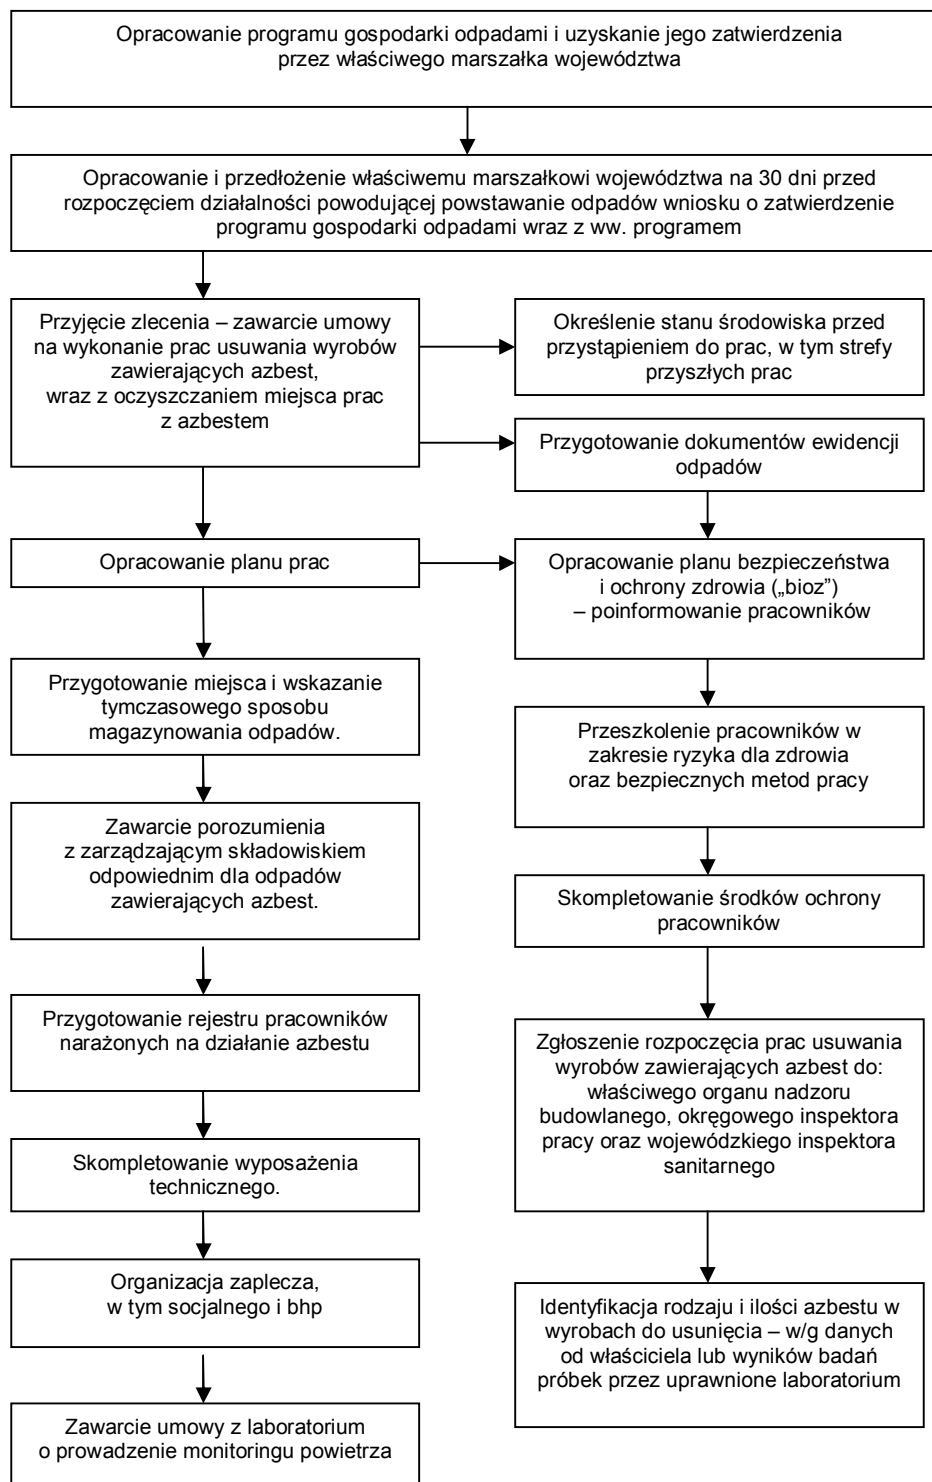 Opracowanie programu gospodarki odpadami i uzyskanie jego zatwierdzenia
przez właściwego marszałka województwa
Opracowanie i przedłożenie właściwemu marszałkowi województwa na 30 dni przed
rozpoczęciem działalności powodującej powstawanie odpadów wniosku o zatwierdzenie
programu gospodarki odpadami wraz z ww. programem
Przyjęcie zlecenia – zawarcie umowy
na wykonanie prac usuwania wyrobów
zawierających azbest,
wraz z oczyszczaniem miejsca prac
z azbestem
Określenie stanu środowiska przed
przystąpieniem do prac, w tym strefy
przyszłych prac
Przygotowanie dokumentów ewidencji
odpadów
Opracowanie planu prac
Opracowanie planu bezpieczeństwa
i ochrony zdrowia („bioz”)
– poinformowanie pracowników
Przygotowanie miejsca i wskazanie
tymczasowego sposobu
magazynowania odpadów.
Przeszkolenie pracowników w
zakresie ryzyka dla zdrowia
oraz bezpiecznych metod pracy
Zawarcie porozumienia
z zarządzającym składowiskiem
odpowiednim dla odpadów
zawierających azbest.
Skompletowanie środków ochrony
pracowników
Przygotowanie rejestru pracowników
narażonych na działanie azbestu
Zgłoszenie rozpoczęcia prac usuwania
wyrobów zawierających azbest do:
właściwego organu nadzoru
budowlanego, okręgowego inspektora
pracy oraz wojewódzkiego inspektora
sanitarnego
Skompletowanie wyposażenia
technicznego.
Organizacja zaplecza,
w tym socjalnego i bhp
Identyfikacja rodzaju i ilości azbestu w
wyrobach do usunięcia – w/g danych
od właściciela lub wyników badań
próbek przez uprawnione laboratorium
Zawarcie umowy z laboratorium
o prowadzenie monitoringu powietrza